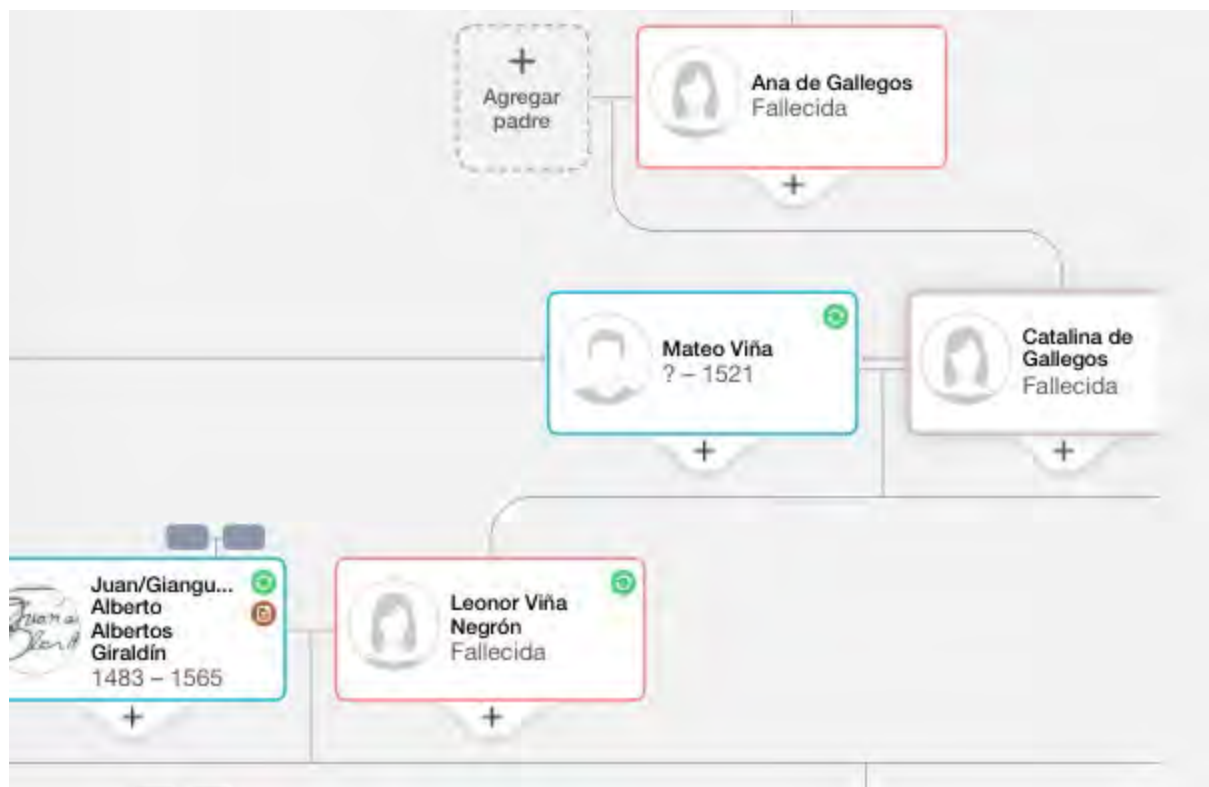 +
Agregar
padre
Ana de Gallegos
Fallecida
+
Mateo Viña
? – 1521
+
Catalina de
Gallegos
Fallecida
+
Juan/Giangu...
Alberto
Albertos
Giraldín
1483 – 1565
+
Leonor Viña
Negrón
Fallecida
+